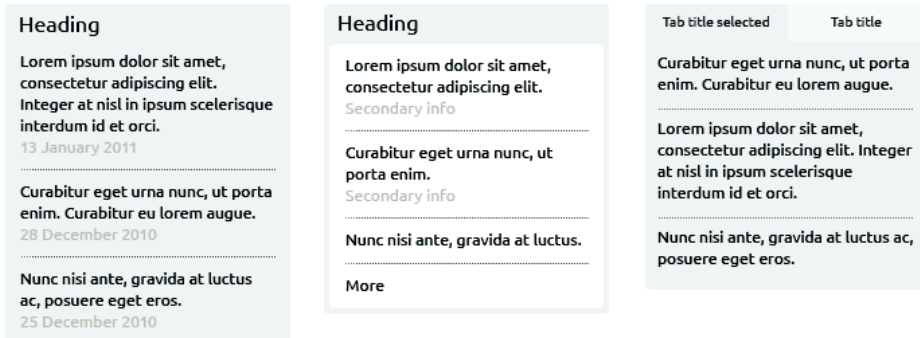 Heading
Lorem ipsum dolor sit amet,
consectetur adipiscing elit.
Integer at nisl in ipsum scelerisque
interdum id et orci.
13 January 2011
Curabitur eget urna nunc, ut porta
enim. Curabitur eu lorem augue.
28 December 2010
Nunc nisi ante, gravida at luctus
ac, posuere eget eros.
25 December 2010
Heading
Lorem ipsum dolor sit amet,
consectetur adipiscing elit.
Secondary info
Curabitur eget urna nunc, ut
porta enim.
Secondary info
Nunc nisi ante, gravida at luctus.
More
Tab title selected
Tab title
Curabitur eget urna nunc, ut porta
enim. Curabitur eu lorem augue.
Lorem ipsum dolor sit amet,
consectetur adipiscing elit. Integer
at nisl in ipsum scelerisque
interdum id et orci.
Nunc nisi ante, gravida at luctus ac,
posuere eget eros.